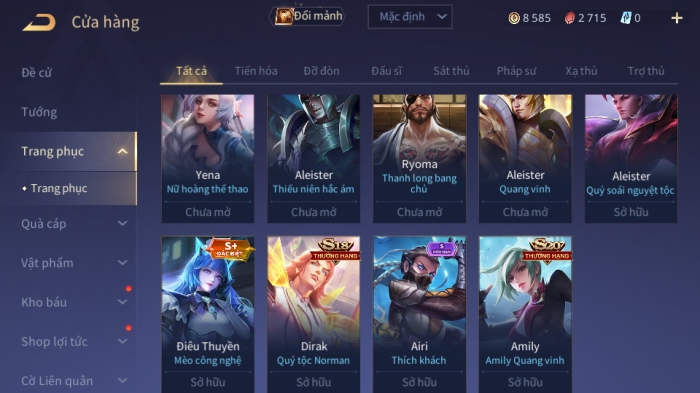 Cửa hàng
Đổi mảnh
Mặc định
8 585
2 715
0
Đề cử
Tướng
Trang phục
Trang phục
Quà cáp
Vật phẩm
Kho báu
Shop lợi tức
Cờ Liên quân
Tất cả
Tiến hóa
Đỡ đòn
Đấu sĩ
Sát thủ
Pháp sư
Xạ thủ
Trợ thủ
Yena
Nữ hoàng thể thao
Chưa mở
Aleister
Thiếu niên hắc ám
Chưa mở
Ryoma
Thanh long bang
chủ
Chưa mở
Aleister
Quang vinh
Chưa mở
Aleister
Quỷ soái nguyệt tộc
Sở hữu
S+
ĐẶC BIỆT
Điêu Thuyền
Mèo công nghệ
Sở hữu
S18
THƯỞNG HẠNG
Dirak
Quý tộc Norman
Sở hữu
S
HỮU HẠN
Airi
Thích khách
Sở hữu
S20
THƯỞNG HẠNG
Amily
Amily Quang vinh
Sở hữu